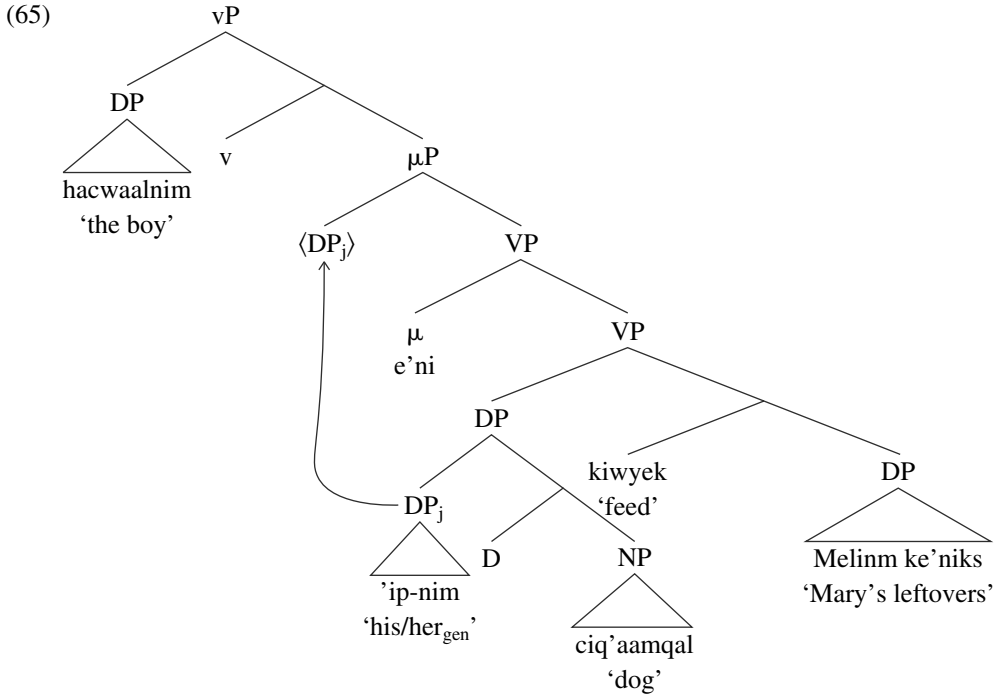 (65)
vP
DP
v
μP
hacwaalnim
‘the boy’
⟨DPj⟩
VP
μ
e’ni
VP
DP
kiwyek
‘feed’
DP
DPj
D
NP
Melinm ke’niks
‘Mary’s leftovers’
’ip-nim
‘his/hergen’
ciq’aamqal
‘dog’